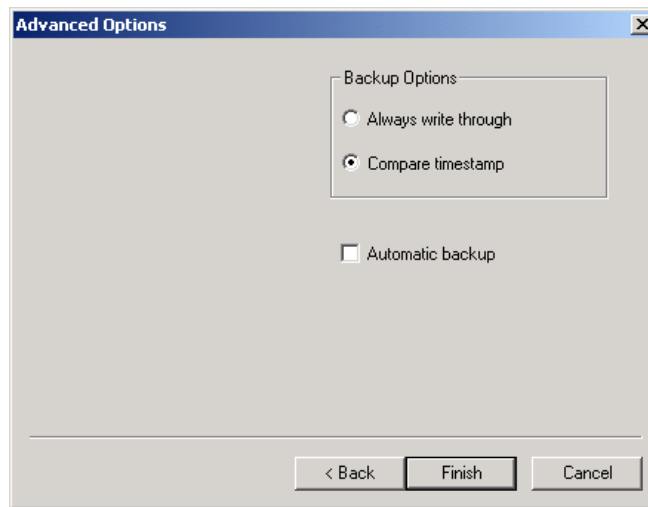 Advanced Options
Backup Options
Always write through
Compare timestamp
Automatic backup
< Back
Finish
Cancel